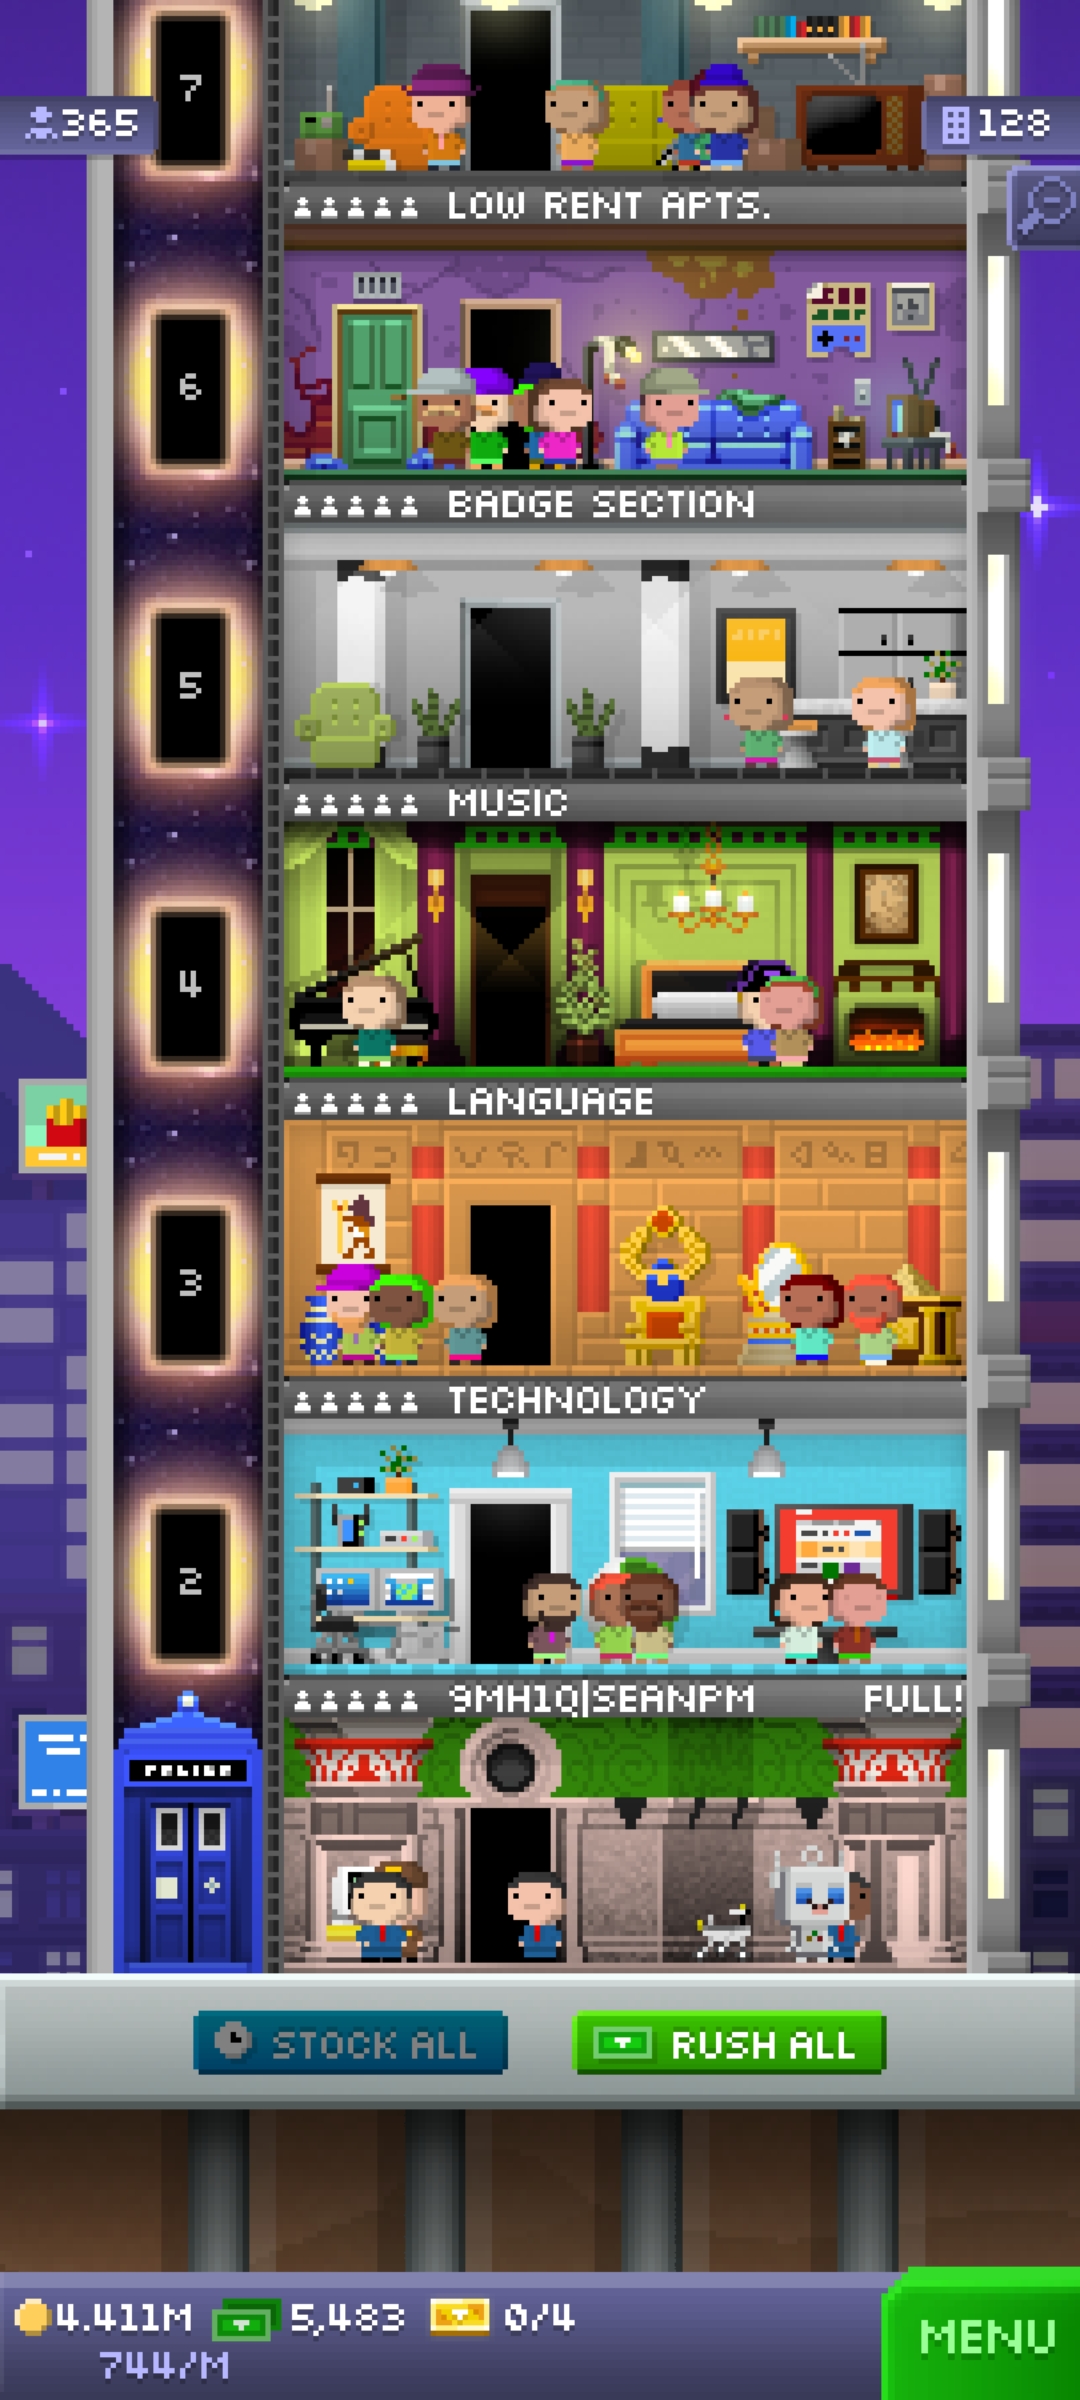 7
365
128
LOW RENT APTS.
6
BADGE SECTION
5
MUSIC
4
LANGUAGE
3
TECHNOLOGY
2
9MH1Q|SEANPM FULL!
POLICE
STOCK ALL
RUSH ALL
4.411M 5,483 0/4
744/M
MENU